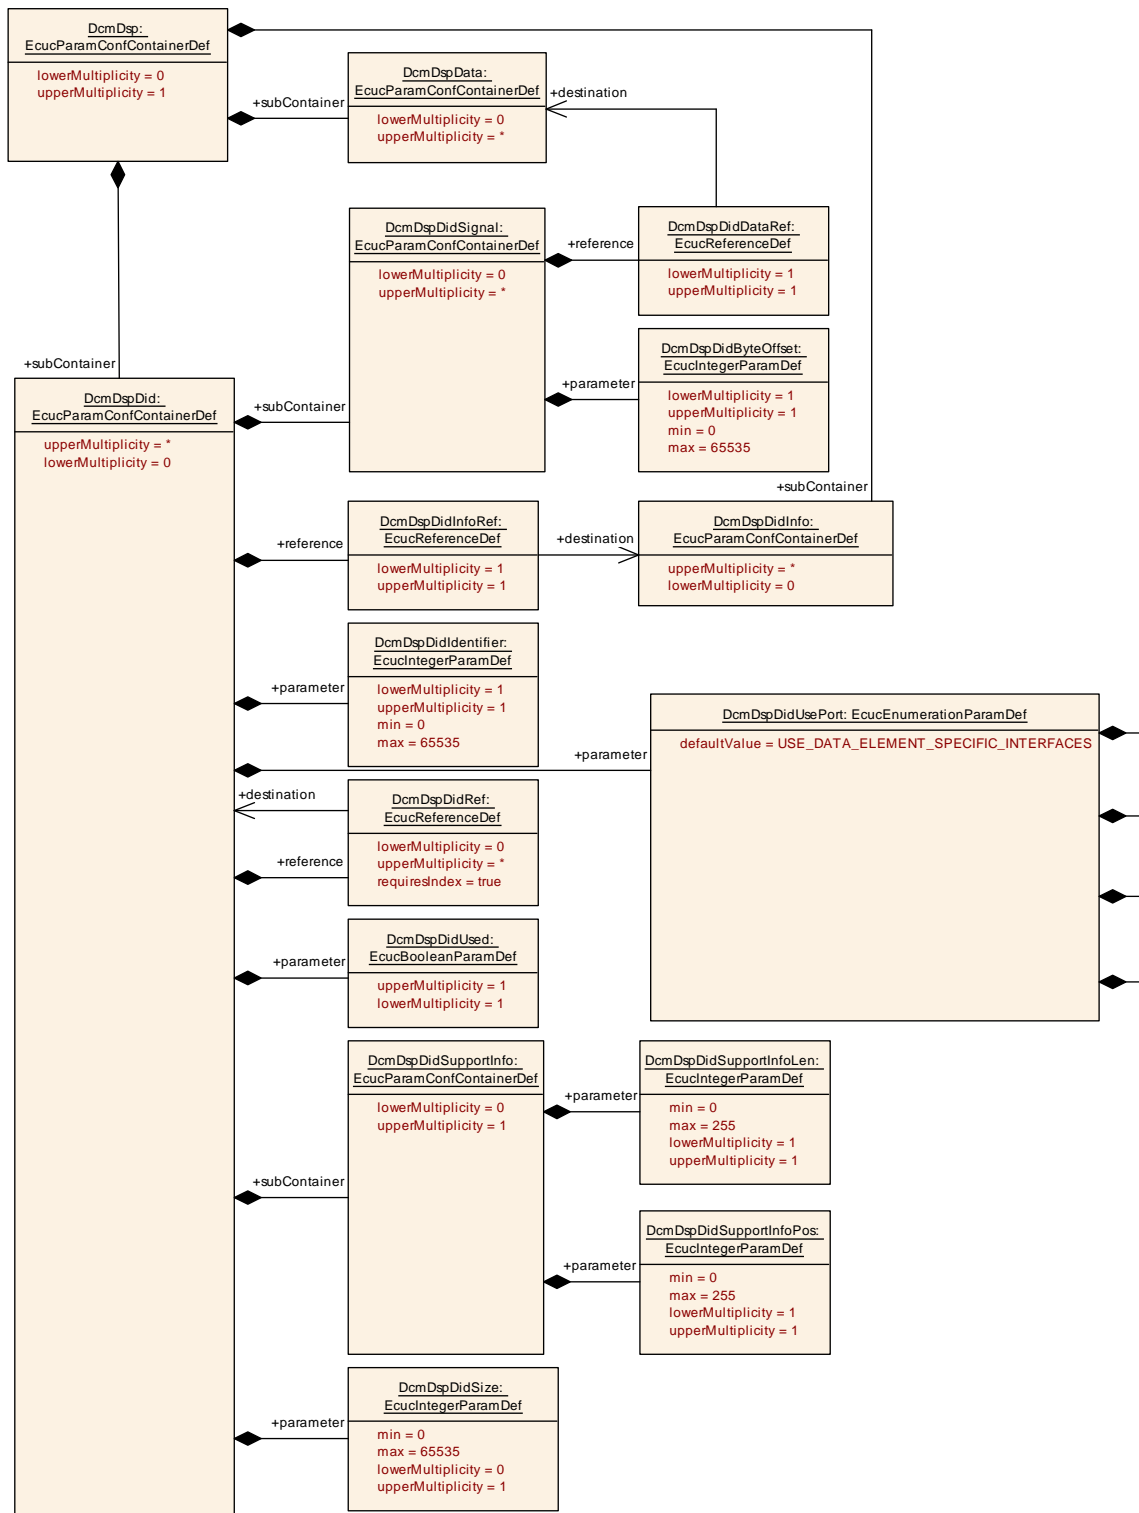 DcmDsp:
EcucParamConfContainerDef
lowerMultiplicity = 0
upperMultiplicity = 1
+subContainer
DcmDspData:
EcucParamConfContainerDef
lowerMultiplicity = 0
upperMultiplicity = *
+destination
DcmDspDidSignal:
EcucParamConfContainerDef
lowerMultiplicity = 0
upperMultiplicity = *
+reference
DcmDspDidDataRef:
EcucReferenceDef
lowerMultiplicity = 1
upperMultiplicity = 1
+parameter
DcmDspDidByteOffset:
EcucIntegerParamDef
lowerMultiplicity = 1
upperMultiplicity = 1
min = 0
max = 65535
+subContainer
DcmDspDid:
EcucParamConfContainerDef
upperMultiplicity = *
lowerMultiplicity = 0
+subContainer
+subContainer
+reference
DcmDspDidInfoRef:
EcucReferenceDef
lowerMultiplicity = 1
upperMultiplicity = 1
+destination
DcmDspDidInfo:
EcucParamConfContainerDef
upperMultiplicity = *
lowerMultiplicity = 0
+parameter
DcmDspDidIdentifier:
EcucIntegerParamDef
lowerMultiplicity = 1
upperMultiplicity = 1
min = 0
max = 65535
+parameter
DcmDspDidUsePort: EcucEnumerationParamDef
defaultValue = USE_DATA_ELEMENT_SPECIFIC_INTERFACES
+destination
+reference
DcmDspDidRef:
EcucReferenceDef
lowerMultiplicity = 0
upperMultiplicity = *
requiresIndex = true
+parameter
DcmDspDidUsed:
EcucBooleanParamDef
upperMultiplicity = 1
lowerMultiplicity = 1
+subContainer
DcmDspDidSupportInfo:
EcucParamConfContainerDef
lowerMultiplicity = 0
upperMultiplicity = 1
+parameter
DcmDspDidSupportInfoLen:
EcucIntegerParamDef
min = 0
max = 255
lowerMultiplicity = 1
upperMultiplicity = 1
+parameter
DcmDspDidSupportInfoPos:
EcucIntegerParamDef
min = 0
max = 255
lowerMultiplicity = 1
upperMultiplicity = 1
+parameter
DcmDspDidSize:
EcucIntegerParamDef
min = 0
max = 65535
lowerMultiplicity = 0
upperMultiplicity = 1